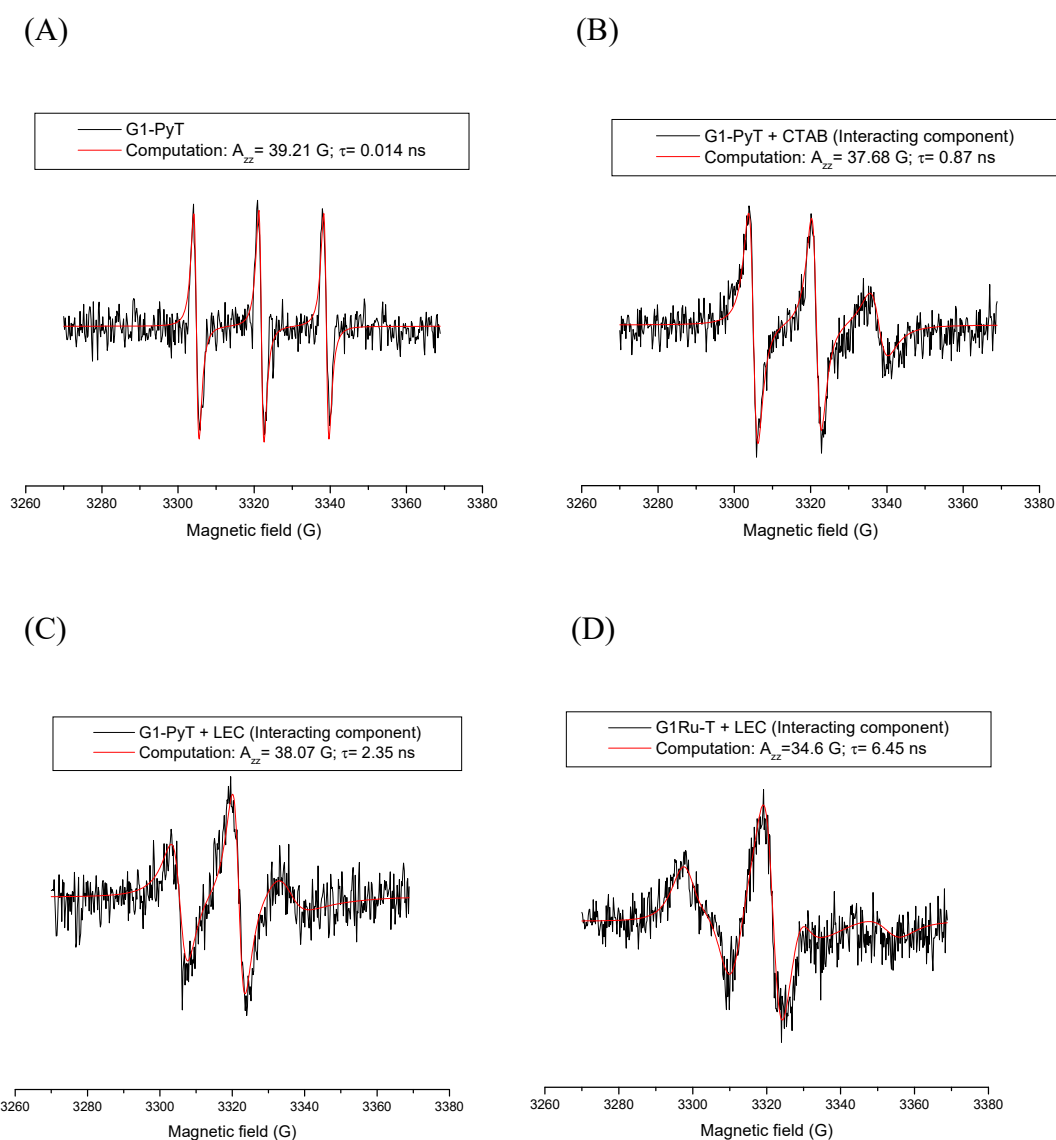 (A)
(B)
G1-PyT
Computation: Azz= 39.21 G; τ= 0.014 ns
G1-PyT + CTAB (Interacting component)
Computation: Azz= 37.68 G; τ= 0.87 ns
3260 3280 3300 3320 3340 3360 3380
Magnetic field (G)
3260 3280 3300 3320 3340 3360 3380
Magnetic field (G)
(C)
(D)
G1-PyT + LEC (Interacting component)
Computation: Azz= 38.07 G; τ= 2.35 ns
G1Ru-T + LEC (Interacting component)
Computation: Azz=34.6 G; τ= 6.45 ns
3260 3280 3300 3320 3340 3360 3380
Magnetic field (G)
3260 3280 3300 3320 3340 3360 3380
Magnetic field (G)